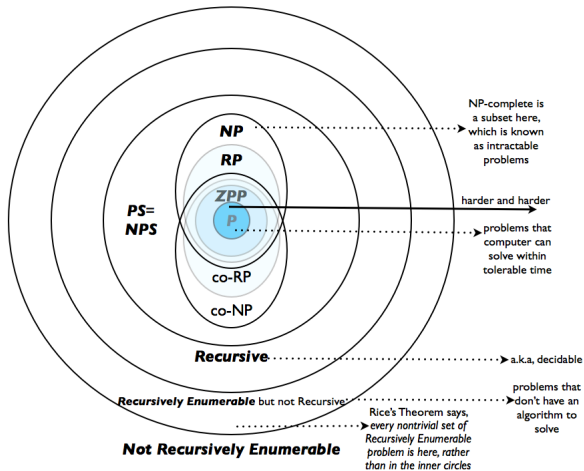 NP
RP
ZPP
P
PS=
NPS
co-RP
co-NP
Recursive
Recursively Enumerable but not Recursive
Not Recursively Enumerable
NP-complete is
a subset here,
which is known
as intractable
problems
harder and harder
problems that
computer can
solve within
tolerable time
a.k.a, decidable
problems that
don't have an
algorithm to
solve
Rice's Theorem says,
every nontrivial set of
Recursively Enumerable
problem is here, rather
than in the inner circles